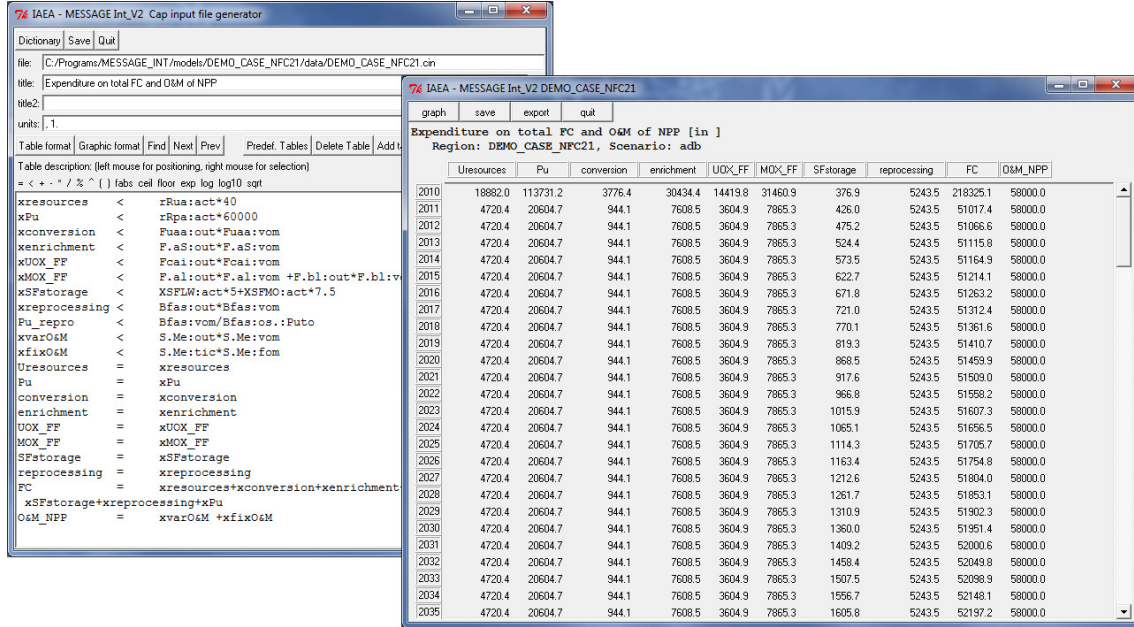 IAEA - MESSAGE Int_V2 Cap input file generator
Dictionary Save Quit
file: C:/Programs/MESSAGE_INT/models/DEMO_CASE_NFC21/data/DEMO_CASE_NFC21.cin
title: Expenditure on total FC and O&M of NPP
title2:
units: , 1.
Table format Graphic format Find Next Prev Predef. Tables Delete Table Add t
Table description: (left mouse for positioning, right mouse for selection)
= < + - * / % ^ ( ) fabs ceil floor exp log log10 sqrt
xresources < rRua:act*40
xPu < rRpa:act*60000
xconversion < Fuaa:out*Fuaa:vom
xenrichment < F.aS:out*F.aS:vom
xUOX_FF < Fcai:out*Fcai:vom
xMOX_FF < F.al:out*F.al:vom +F.bl:out*F.bl:v
xSFstorage < XSFLW:act*5+XSFMO:act*7.5
xreprocessing < Bfas:out*Bfas:vom
Pu_repro < Bfas:vom/Bfas:os.:Puto
xvarO&M < S.Me:out*S.Me:vom
xfixO&M < S.Me:tic*S.Me:fom
Uresources = xresources
Pu = xPu
conversion = xconversion
enrichment = xenrichment
UOX_FF = xUOX_FF
MOX_FF = xMOX_FF
SFstorage = xSFstorage
reprocessing = xreprocessing
FC = xresources+xconversion+xenrichment
xSFstorage+xreprocessing+xPu
O&M_NPP = xvarO&M +xfixO&M
IAEA - MESSAGE Int_V2 DEMO_CASE_NFC21
graph save export quit
Expenditure on total FC and O&M of NPP [in ]
Region: DEMO_CASE_NFC21, Scenario: adb
Uresources Pu conversion enrichment UOX_FF MOX_FF SFstorage reprocessing FC O&M_NPP
2010 18882.0 113731.2 3776.4 30434.4 14419.8 31460.9 376.9 5243.5 218325.1 58000.0
2011 4720.4 20604.7 944.1 7608.5 3604.9 7865.3 426.0 5243.5 51017.4 58000.0
2012 4720.4 20604.7 944.1 7608.5 3604.9 7865.3 475.2 5243.5 51066.6 58000.0
2013 4720.4 20604.7 944.1 7608.5 3604.9 7865.3 524.4 5243.5 51115.8 58000.0
2014 4720.4 20604.7 944.1 7608.5 3604.9 7865.3 573.5 5243.5 51164.9 58000.0
2015 4720.4 20604.7 944.1 7608.5 3604.9 7865.3 622.7 5243.5 51214.1 58000.0
2016 4720.4 20604.7 944.1 7608.5 3604.9 7865.3 671.8 5243.5 51263.2 58000.0
2017 4720.4 20604.7 944.1 7608.5 3604.9 7865.3 721.0 5243.5 51312.4 58000.0
2018 4720.4 20604.7 944.1 7608.5 3604.9 7865.3 770.1 5243.5 51361.6 58000.0
2019 4720.4 20604.7 944.1 7608.5 3604.9 7865.3 819.3 5243.5 51410.7 58000.0
2020 4720.4 20604.7 944.1 7608.5 3604.9 7865.3 868.5 5243.5 51459.9 58000.0
2021 4720.4 20604.7 944.1 7608.5 3604.9 7865.3 917.6 5243.5 51509.0 58000.0
2022 4720.4 20604.7 944.1 7608.5 3604.9 7865.3 966.8 5243.5 51558.2 58000.0
2023 4720.4 20604.7 944.1 7608.5 3604.9 7865.3 1015.9 5243.5 51607.3 58000.0
2024 4720.4 20604.7 944.1 7608.5 3604.9 7865.3 1065.1 5243.5 51656.5 58000.0
2025 4720.4 20604.7 944.1 7608.5 3604.9 7865.3 1114.3 5243.5 51705.7 58000.0
2026 4720.4 20604.7 944.1 7608.5 3604.9 7865.3 1163.4 5243.5 51754.8 58000.0
2027 4720.4 20604.7 944.1 7608.5 3604.9 7865.3 1212.6 5243.5 51804.0 58000.0
2028 4720.4 20604.7 944.1 7608.5 3604.9 7865.3 1261.7 5243.5 51853.1 58000.0
2029 4720.4 20604.7 944.1 7608.5 3604.9 7865.3 1310.9 5243.5 51902.3 58000.0
2030 4720.4 20604.7 944.1 7608.5 3604.9 7865.3 1360.0 5243.5 51951.4 58000.0
2031 4720.4 20604.7 944.1 7608.5 3604.9 7865.3 1409.2 5243.5 52000.6 58000.0
2032 4720.4 20604.7 944.1 7608.5 3604.9 7865.3 1458.4 5243.5 52049.8 58000.0
2033 4720.4 20604.7 944.1 7608.5 3604.9 7865.3 1507.5 5243.5 52098.9 58000.0
2034 4720.4 20604.7 944.1 7608.5 3604.9 7865.3 1556.7 5243.5 52148.1 58000.0
2035 4720.4 20604.7 944.1 7608.5 3604.9 7865.3 1605.8 5243.5 52197.2 58000.0